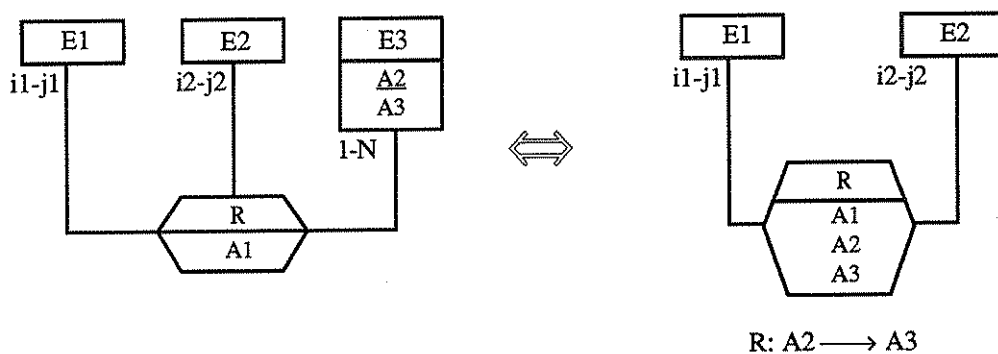 E1
E2
E3
A2
A3
i1-j1
i2-j2
1-N
R
A1
E1
E2
i1-j1
i2-j2
R
A1
A2
A3
R: A2 ⟶ A3